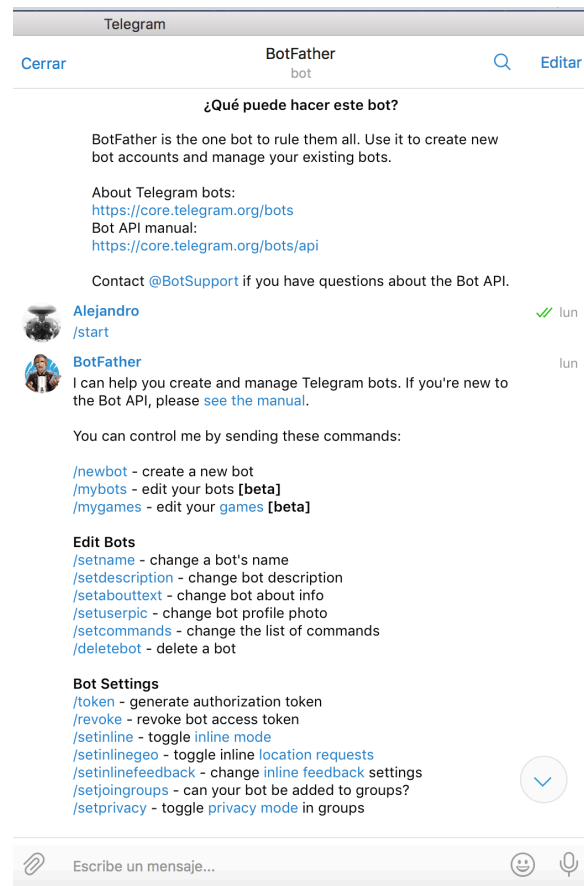 Telegram
Cerrar
BotFather
bot
Editar
¿Qué puede hacer este bot?
BotFather is the one bot to rule them all. Use it to create new
bot accounts and manage your existing bots.
About Telegram bots:
https://core.telegram.org/bots
Bot API manual:
https://core.telegram.org/bots/api
Contact @BotSupport if you have questions about the Bot API.
Alejandro
lun
/start
BotFather
lun
I can help you create and manage Telegram bots. If you're new to
the Bot API, please see the manual.
You can control me by sending these commands:
/newbot - create a new bot
/mybots - edit your bots [beta]
/mygames - edit your games [beta]
Edit Bots
/setname - change a bot's name
/setdescription - change bot description
/setabouttext - change bot about info
/setuserpic - change bot profile photo
/setcommands - change the list of commands
/deletebot - delete a bot
Bot Settings
/token - generate authorization token
/revoke - revoke bot access token
/setinline - toggle inline mode
/setinlinegeo - toggle inline location requests
/setinlinefeedback - change inline feedback settings
/setjoingroups - can your bot be added to groups?
/setprivacy - toggle privacy mode in groups
Escribe un mensaje...